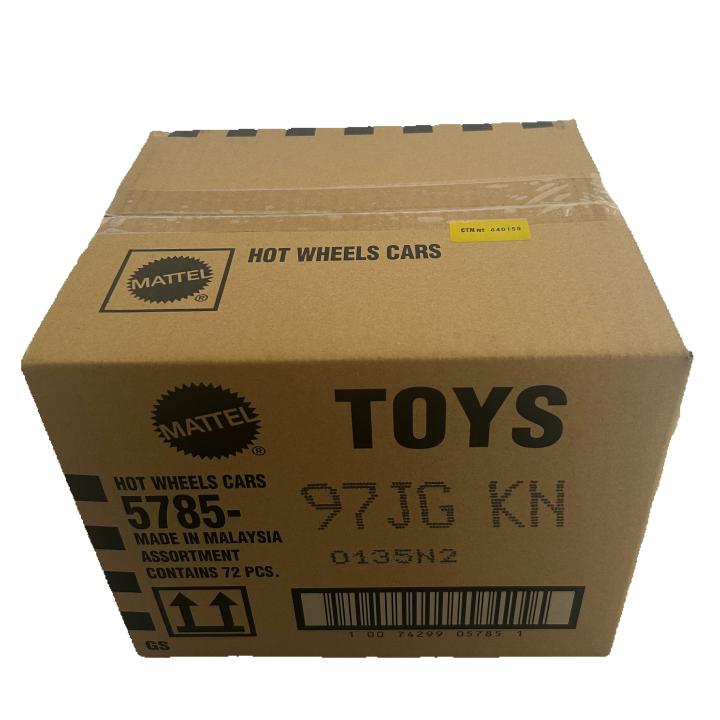 CTN Nº 040158
HOT WHEELS CARS
MATTEL
®
MATTEL
®
TOYS
HOT WHEELS CARS
5785-
MADE IN MALAYSIA
ASSORTMENT
CONTAINS 72 PCS.
97JG KN
0135N2
1 00 74299 05785 1
GS